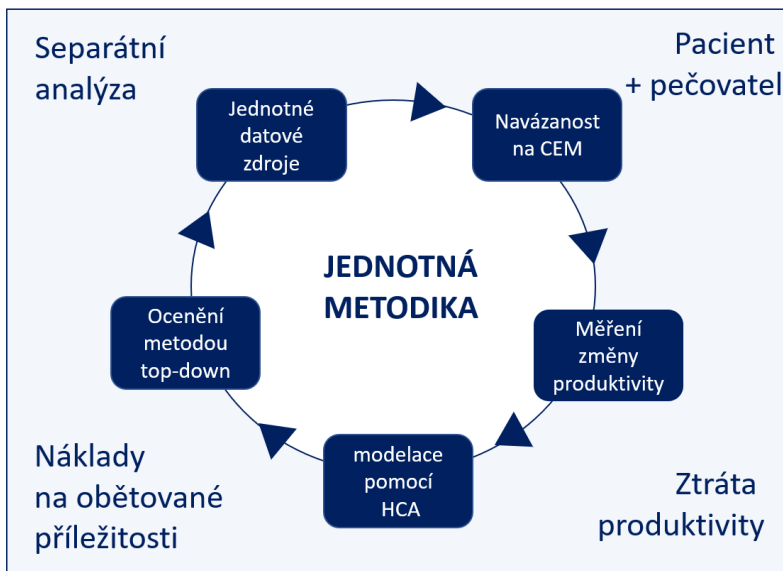 Separátní
analýza
Pacient
+ pečovatel
Jednotné
datové
zdroje
Navázanost
na CEM
JEDNOTNÁ
METODIKA
Ocenění
metodou
top-down
Měření
změny
produktivity
modelace
pomocí
HCA
Náklady
na obětované
příležitosti
Ztráta
produktivity